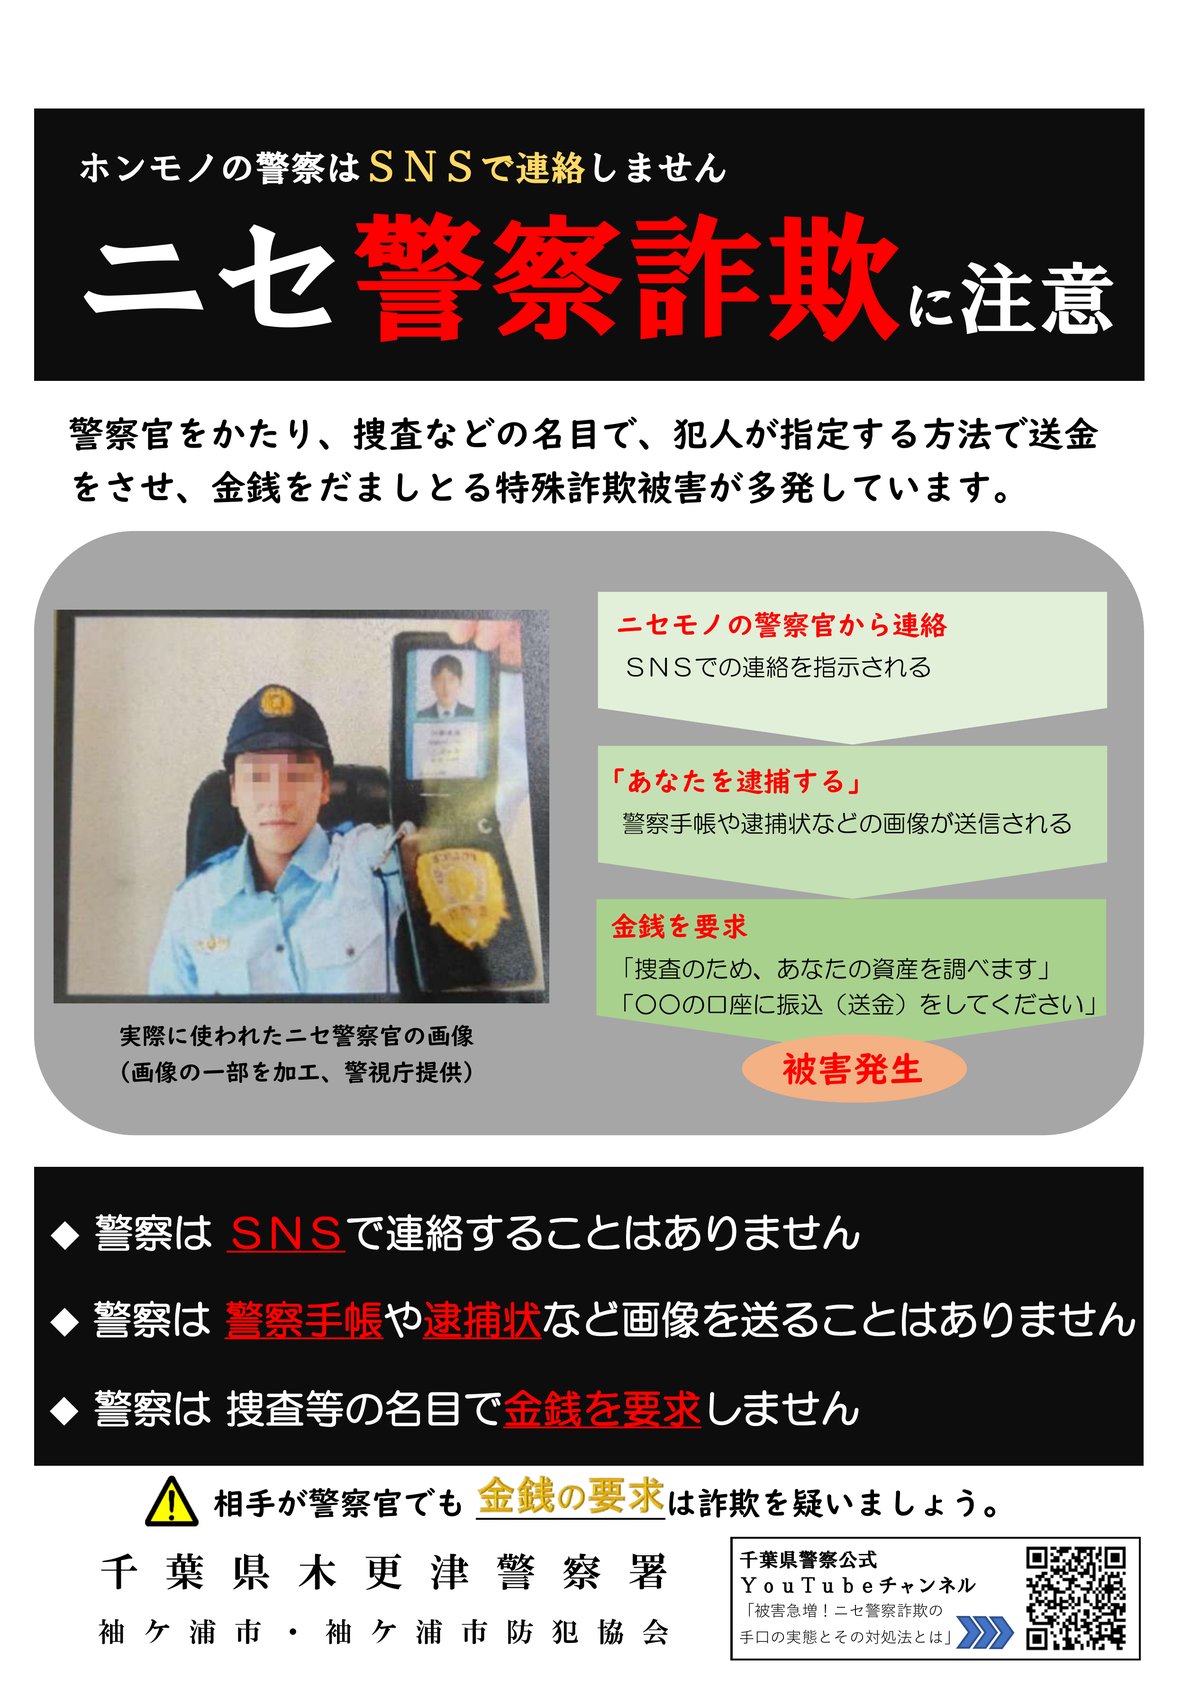 ホンモノの警察はＳＮＳで連絡しません
ニセ警察詐欺に注意
警察官をかたり、捜査などの名目で、犯人が指定する方法で送金
をさせ、金銭をだましとる特殊詐欺被害が多発しています。
ニセモノの警察官から連絡
ＳＮＳでの連絡を指示される
「あなたを逮捕する」
警察手帳や逮捕状などの画像が送信される
金銭を要求
「捜査のため、あなたの資産を調べます」
「〇〇の口座に振込（送金）をしてください」
被害発生
実際に使われたニセ警察官の画像
（画像の一部を加工、警視庁提供）
◆ 警察は ＳＮＳで連絡することはありません
◆ 警察は 警察手帳や逮捕状など画像を送ることはありません
◆ 警察は 捜査等の名目で金銭を要求しません
相手が警察官でも 金銭の要求は詐欺を疑いましょう。
千葉県木更津警察署
袖ケ浦市・袖ケ浦市防犯協会
千葉県警察公式
ＹｏｕＴｕｂｅチャンネル
「被害急増！ニセ警察詐欺の
手口の実態とその対処法とは」